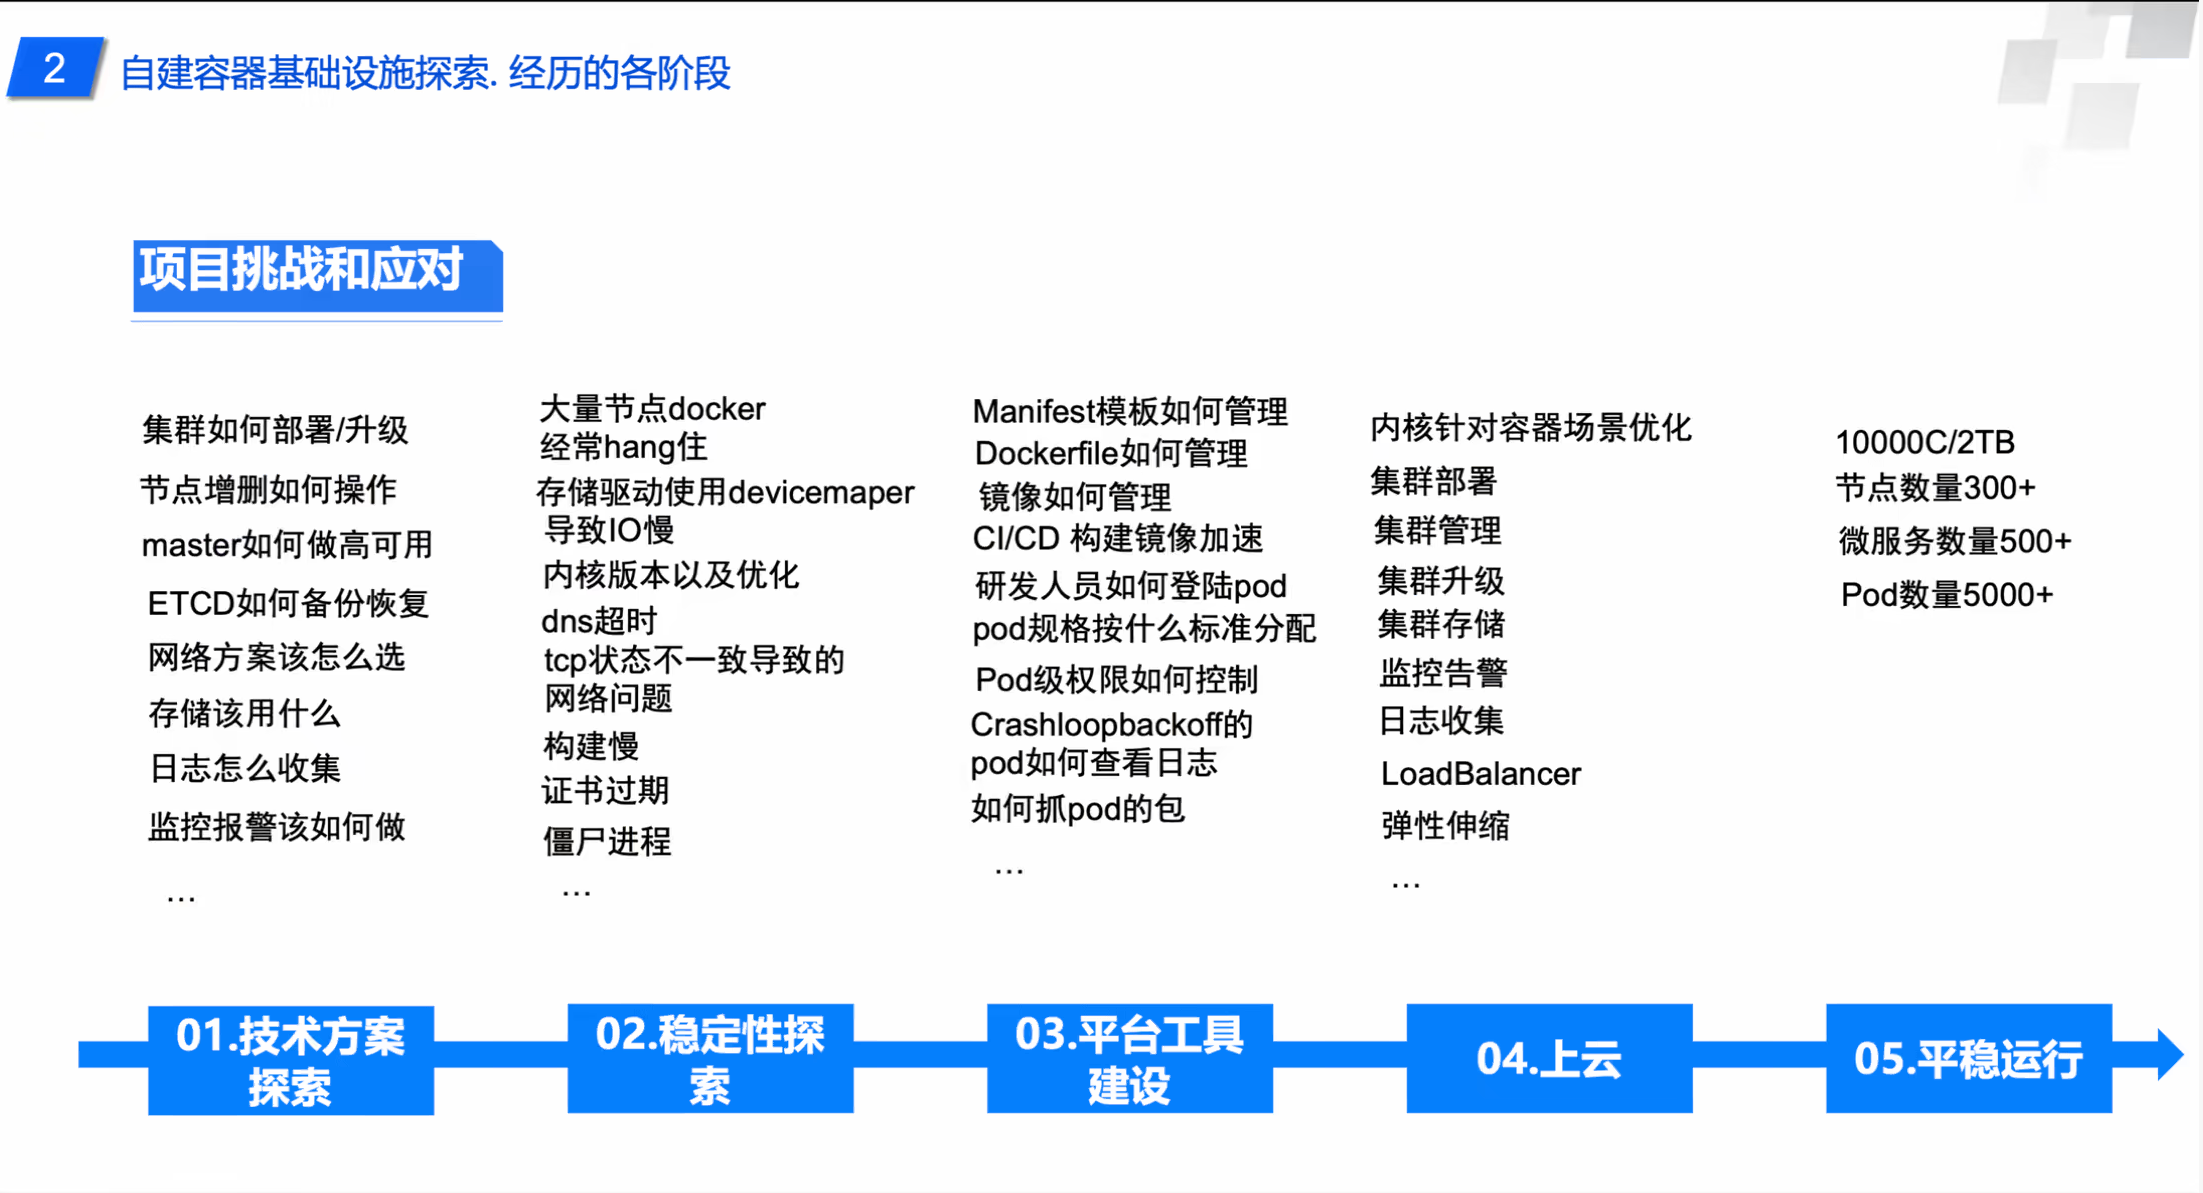 2
自建容器基础设施探索. 经历的各阶段
项目挑战和应对
集群如何部署/升级
节点增删如何操作
master如何做高可用
ETCD如何备份恢复
网络方案该怎么选
存储该用什么
日志怎么收集
监控报警该如何做
...
大量节点docker
经常hang住
存储驱动使用devicemaper
导致IO慢
内核版本以及优化
dns超时
tcp状态不一致导致的
网络问题
构建慢
证书过期
僵尸进程
...
Manifest模板如何管理
Dockerfile如何管理
镜像如何管理
CI/CD 构建镜像加速
研发人员如何登陆pod
pod规格按什么标准分配
Pod级权限如何控制
Crashloopbackoff的
pod如何查看日志
如何抓pod的包
...
内核针对容器场景优化
集群部署
集群管理
集群升级
集群存储
监控告警
日志收集
LoadBalancer
弹性伸缩
...
10000C/2TB
节点数量300+
微服务数量500+
Pod数量5000+
01.技术方案
探索
02.稳定性探
索
03.平台工具
建设
04.上云
05.平稳运行